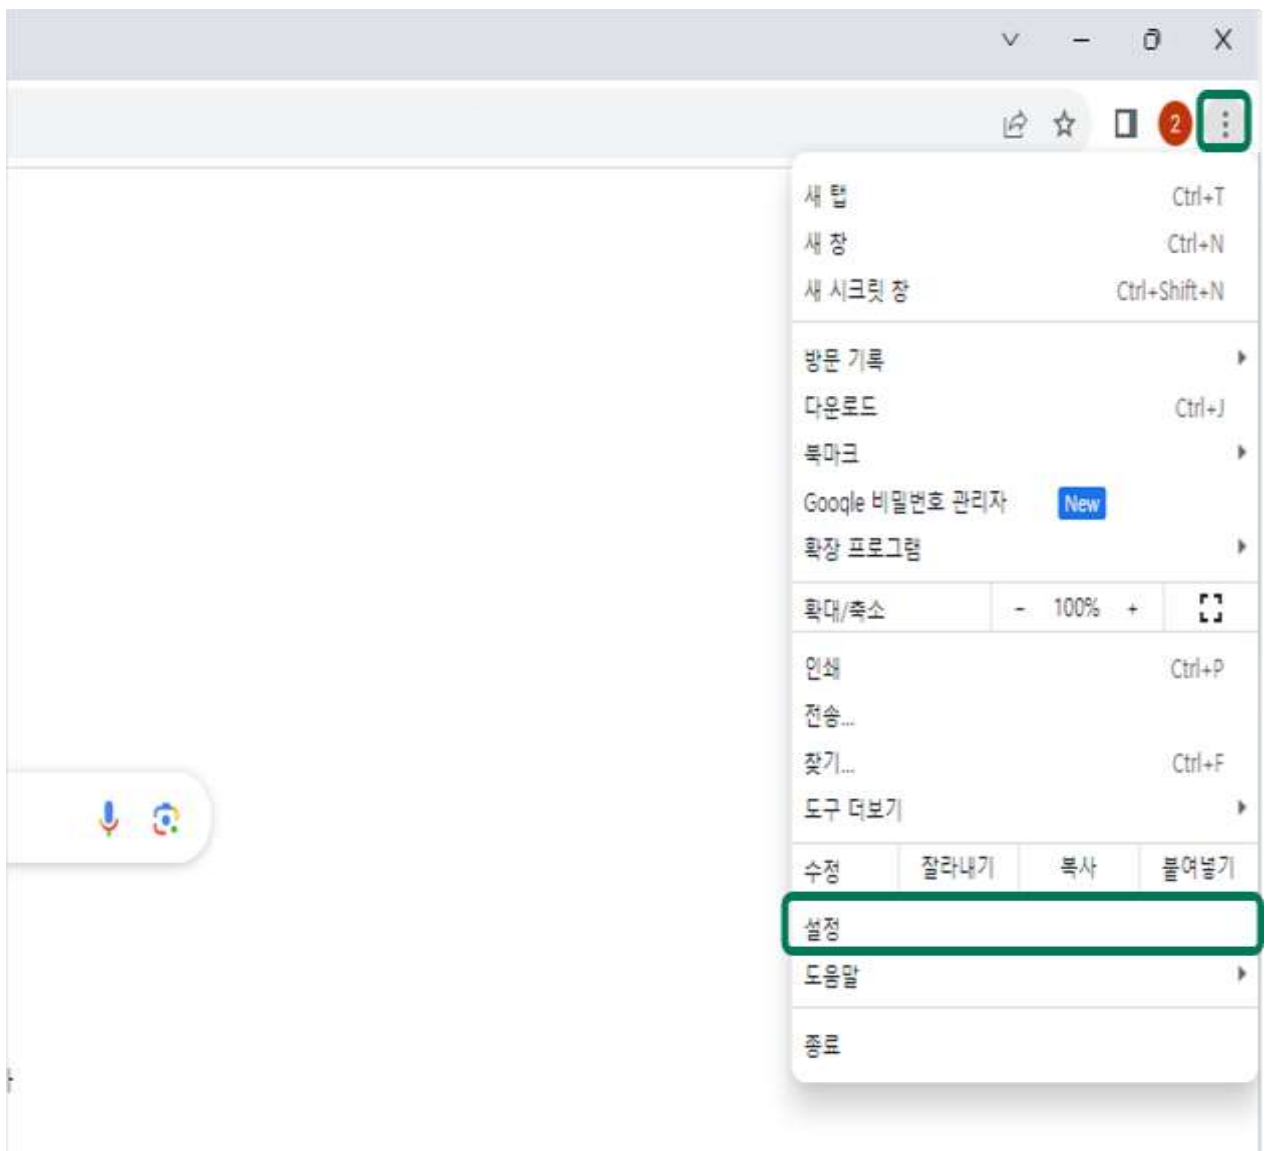 2
새 탭 Ctrl+T
새 창 Ctrl+N
새 시크릿 창 Ctrl+Shift+N
방문 기록
다운로드 Ctrl+J
북마크
Google 비밀번호 관리자 New
확장 프로그램
확대/축소 - 100% +
인쇄 Ctrl+P
전송...
찾기... Ctrl+F
도구 더보기
수정 잘라내기 복사 붙여넣기
설정
도움말
종료